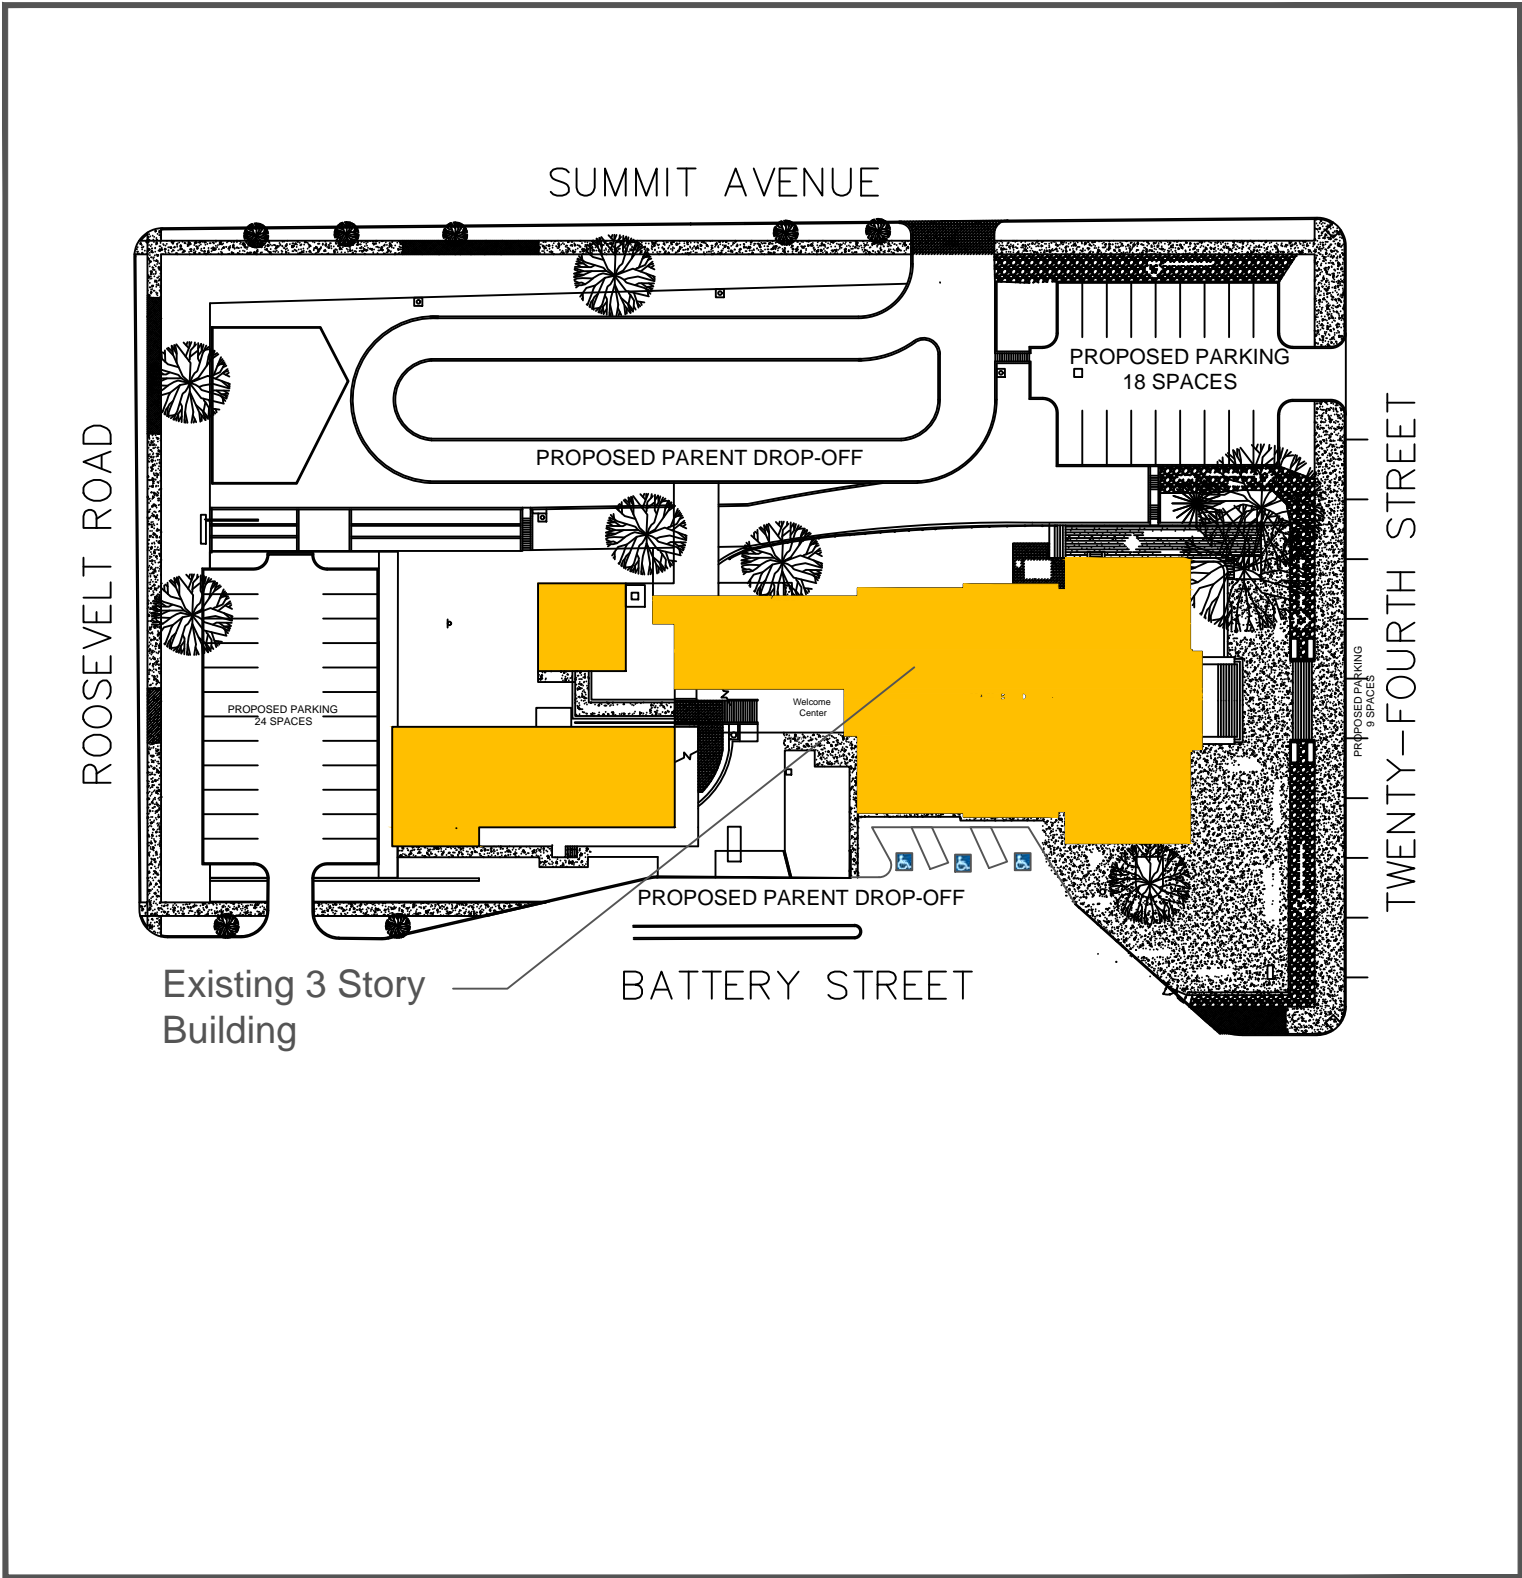 SUMMIT AVENUE
PROPOSED PARKING
18 SPACES
PROPOSED PARENT DROP-OFF
ROOSEVELT ROAD
TWENTY-FOURTH STREET
PROPOSED PARKING
9 SPACES
PROPOSED PARKING
24 SPACES
Welcome
Center
PROPOSED PARENT DROP-OFF
Existing 3 Story
Building
BATTERY STREET